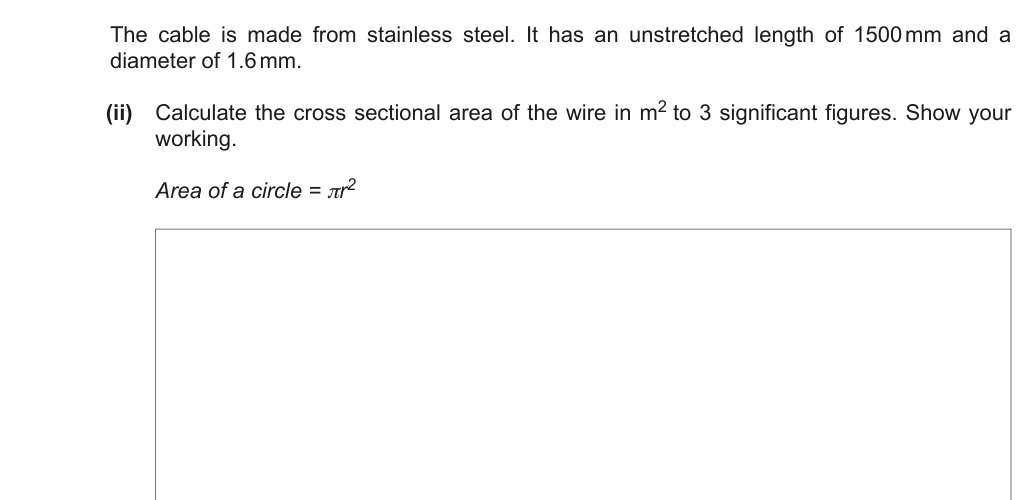 The cable is made from stainless steel. It has an unstretched length of 1500 mm and a
diameter of 1.6 mm.
(ii) Calculate the cross sectional area of the wire in m² to 3 significant figures. Show your
working.
Area of a circle = πr²